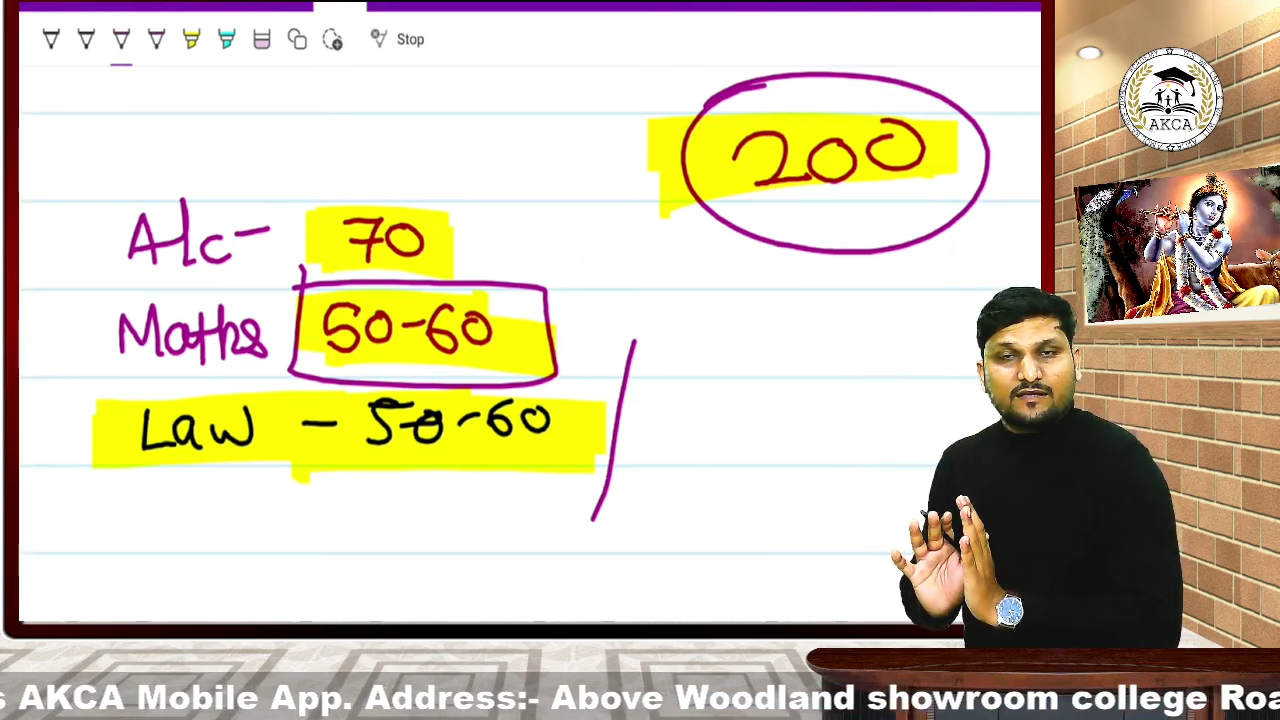 Stop
200
A/c - 70
Maths 50-60
Law - 50-60
AKCA
s AKCA Mobile App. Address:- Above Woodland showroom college Roa